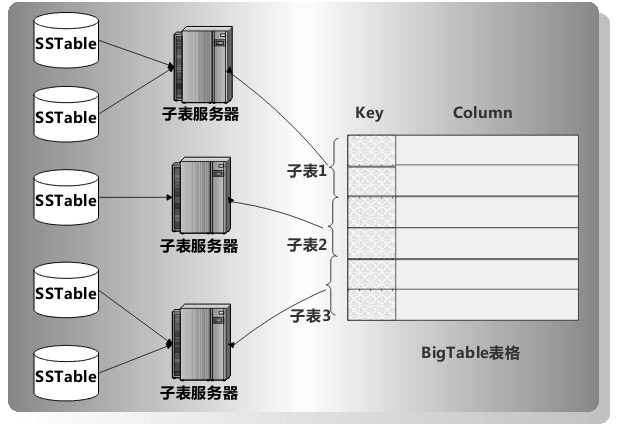 SSTable
SSTable
SSTable
SSTable
SSTable
子表服务器
子表服务器
子表服务器
子表1
子表2
子表3
Key Column
BigTable表格